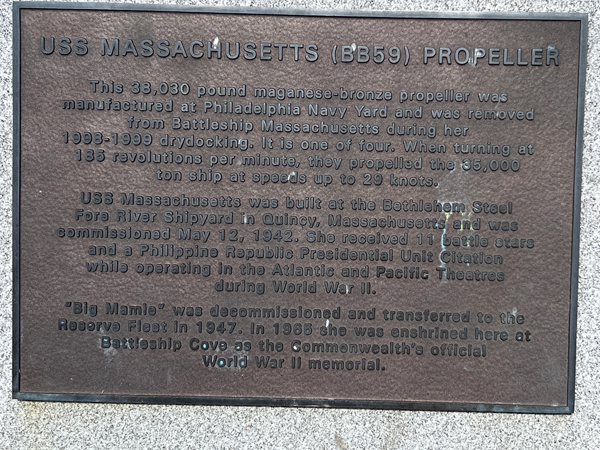 USS MASSACHUSETTS (BB59) PROPELLER
This 38,030 pound maganese-bronze propeller was
manufactured at Philadelphia Navy Yard and was removed
from Battleship Massachusetts during her
1998-1999 drydocking. It is one of four. When turning at
185 revolutions per minute, they propelled the 35,000
ton ship at speeds up to 29 knots.
USS Massachusetts was built at the Bethlehem Steel
Fore River Shipyard in Quincy, Massachusetts and was
commissioned May 12, 1942. She received 11 battle stars
and a Philippine Republic Presidential Unit Citation
while operating in the Atlantic and Pacific Theatres
during World War II.
"Big Mamie" was decommissioned and transferred to the
Reserve Fleet in 1947. In 1965 she was enshrined here at
Battleship Cove as the Commonwealth's official
World War II memorial.